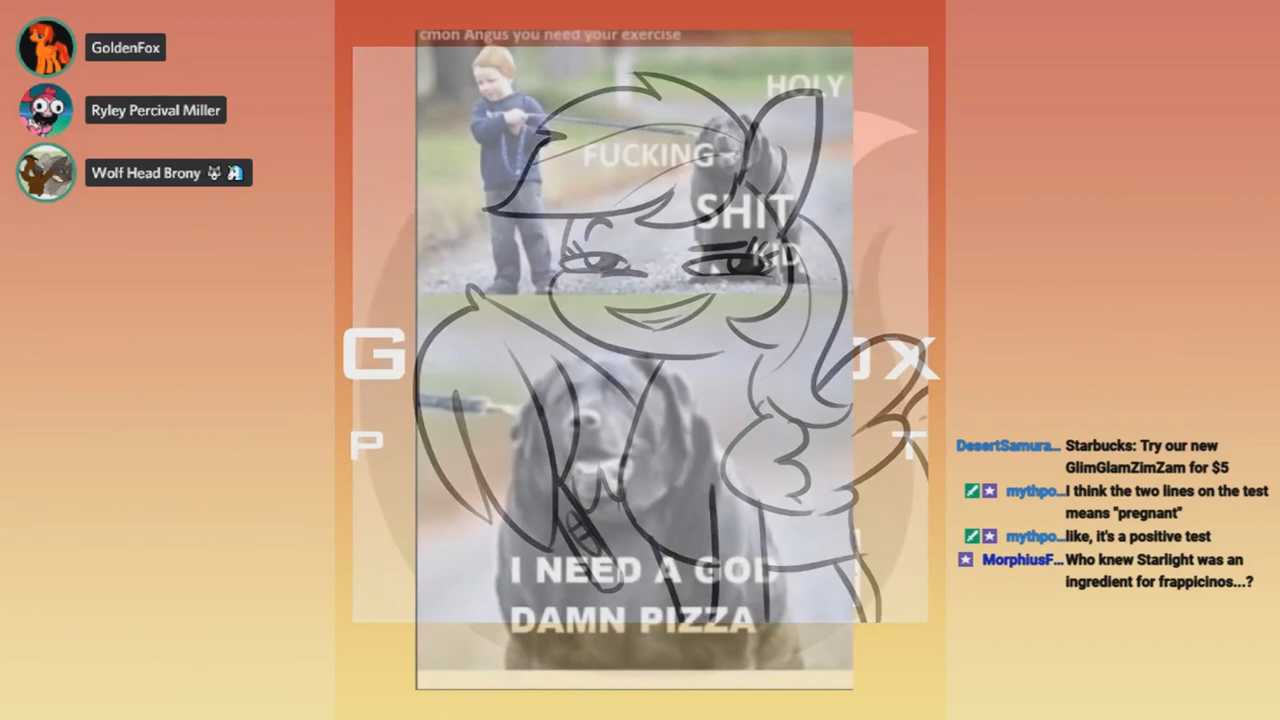 GoldenFox
Ryley Percival Miller
Wolf Head Brony
cmon Angus you need your exercise
HOLY
FUCKING
SHIT
KID
G
OX
P
T
I NEED A GOD
DAMN PIZZA
DesertSamura... Starbucks: Try our new
GlimGlamZimZam for $5
mythpo... I think the two lines on the test
means "pregnant"
mythpo... like, it's a positive test
MorphiusF... Who knew Starlight was an
ingredient for frappicinos...?